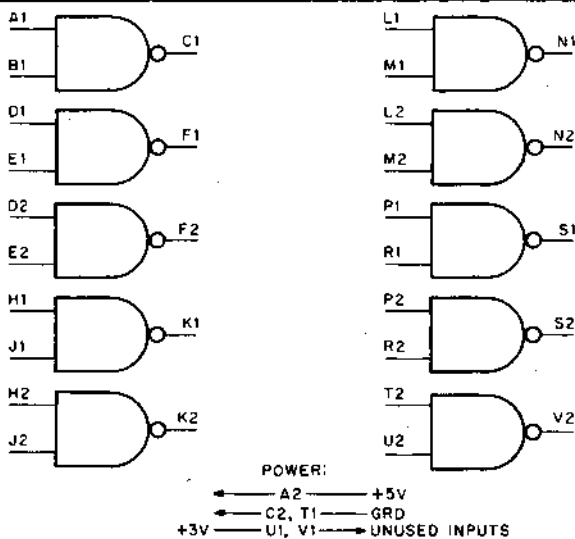 A1
C1
B1
D1
F1
E1
D2
F2
E2
H1
K1
J1
H2
K2
J2
L1
N1
M1
L2
N2
M2
P1
S1
R1
P2
S2
R2
T2
V2
U2
POWER:
A2 +5V
C2, T1 GRD
+3V U1, V1 UNUSED INPUTS